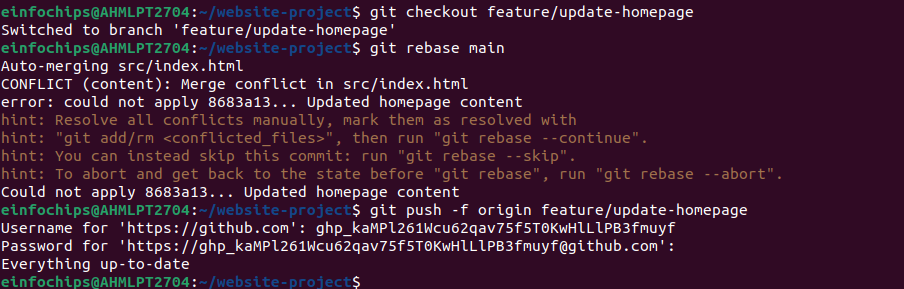 einfochips@AHMLPT2704:~/website-project$ git checkout feature/update-homepage
Switched to branch 'feature/update-homepage'
einfochips@AHMLPT2704:~/website-project$ git rebase main
Auto-merging src/index.html
CONFLICT (content): Merge conflict in src/index.html
error: could not apply 8683a13... Updated homepage content
hint: Resolve all conflicts manually, mark them as resolved with
hint: "git add/rm <conflicted_files>", then run "git rebase --continue".
hint: You can instead skip this commit: run "git rebase --skip".
hint: To abort and get back to the state before "git rebase", run "git rebase --abort".
Could not apply 8683a13... Updated homepage content
einfochips@AHMLPT2704:~/website-project$ git push -f origin feature/update-homepage
Username for 'https://github.com': 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
Password for 'https://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@github.com':
Everything up-to-date
einfochips@AHMLPT2704:~/website-project$